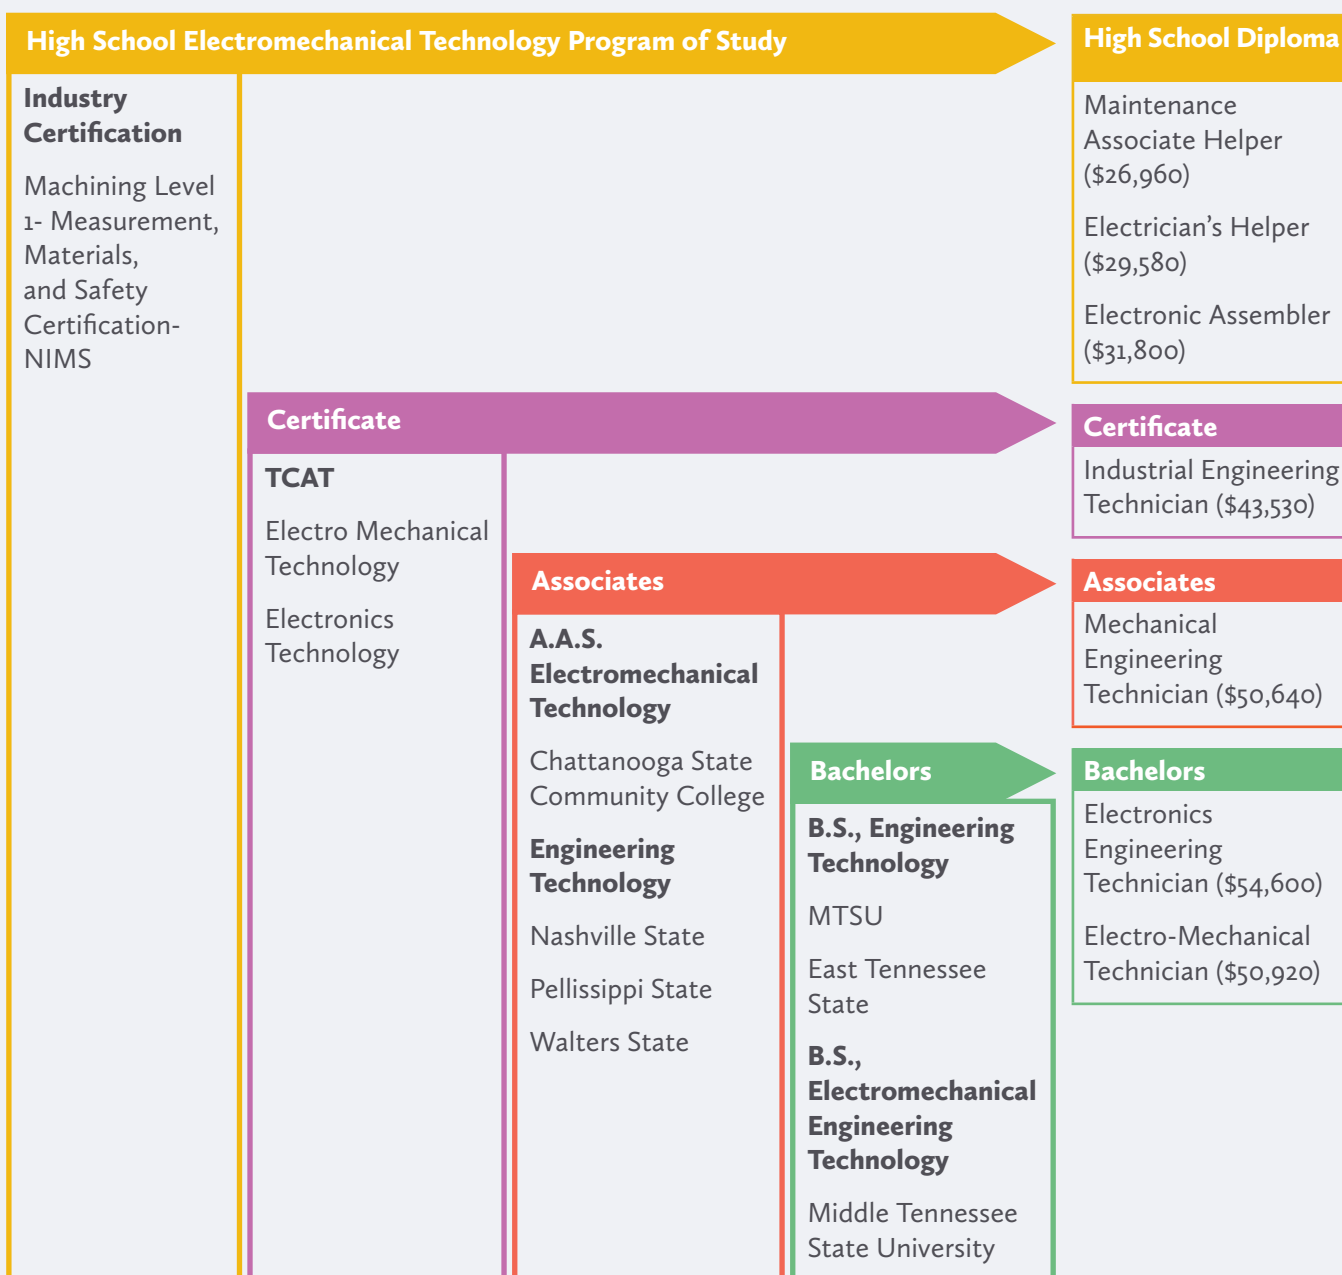 High School Electromechanical Technology Program of Study
Industry
Certification
Machining Level
1- Measurement,
Materials,
and Safety
Certification-
NIMS
High School Diploma
Maintenance
Associate Helper
($26,960)
Electrician’s Helper
($29,580)
Electronic Assembler
($31,800)
Certificate
TCAT
Electro Mechanical
Technology
Electronics
Technology
Certificate
Industrial Engineering
Technician ($43,530)
Associates
A.A.S.
Electromechanical
Technology
Chattanooga State
Community College
Engineering
Technology
Nashville State
Pellissippi State
Walters State
Associates
Mechanical
Engineering
Technician ($50,640)
Bachelors
B.S., Engineering
Technology
MTSU
East Tennessee
State
B.S.,
Electromechanical
Engineering
Technology
Middle Tennessee
State University
Bachelors
Electronics
Engineering
Technician ($54,600)
Electro-Mechanical
Technician ($50,920)